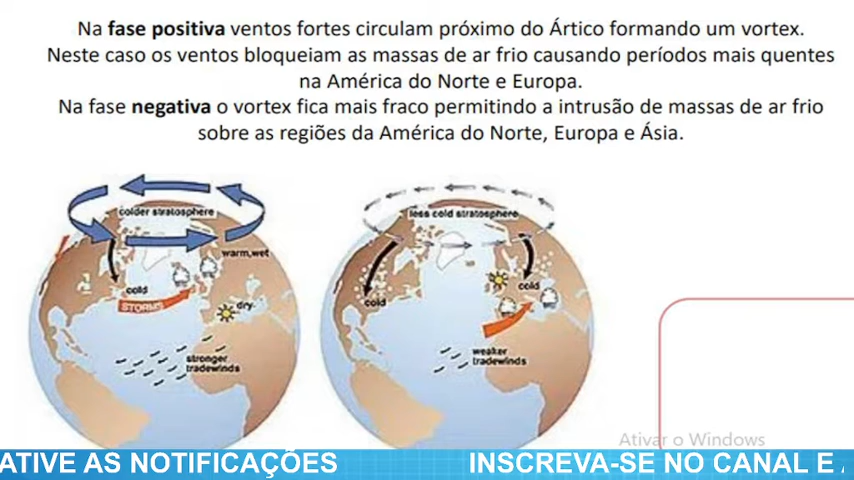 Na fase positiva ventos fortes circulam próximo do Ártico formando um vortex.
Neste caso os ventos bloqueiam as massas de ar frio causando períodos mais quentes
na América do Norte e Europa.
Na fase negativa o vortex fica mais fraco permitindo a intrusão de massas de ar frio
sobre as regiões da América do Norte, Europa e Ásia.
colder stratosphere
warm,wet
cold
STORMS
dry
stronger
tradewinds
less cold stratosphere
cold
cold
weaker
tradewinds
Ativar o Windows
ATIVE AS NOTIFICAÇÕES
INSCREVA-SE NO CANAL E